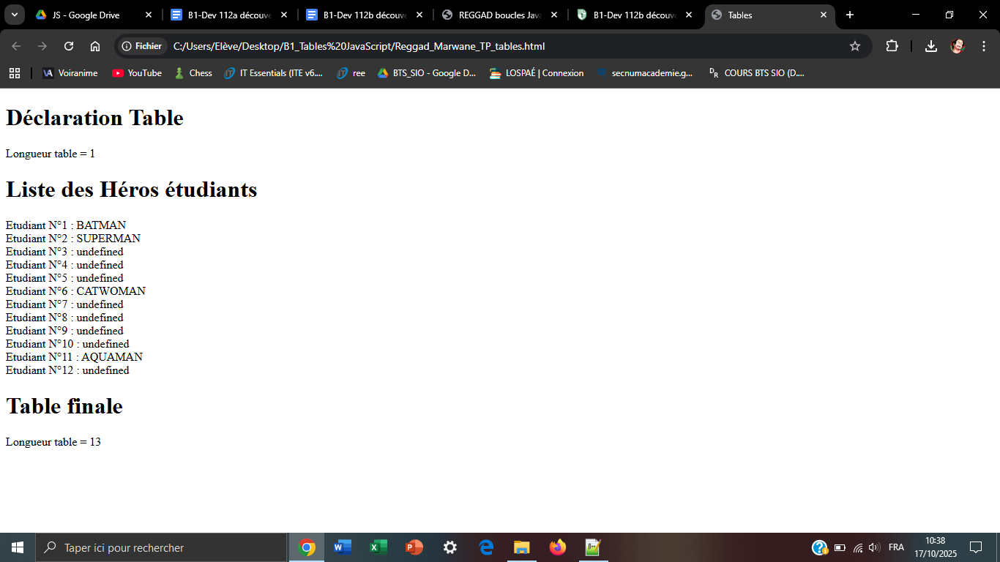 JS - Google Drive
B1-Dev 112a découve
B1-Dev 112b découve
REGGAD boucles Java
B1-Dev 112b découv
Tables
Fichier
C:/Users/Elève/Desktop/B1_Tables%20JavaScript/Reggad_Marwane_TP_tables.html
VA Voiranime
YouTube
Chess
IT IT Essentials (ITE v6....
IT ree
BTS_SIO - Google D...
LOSPAÉ | Connexion
secnumacademie.g...
DR COURS BTS SIO (D....
Déclaration Table
Longueur table = 1
Liste des Héros étudiants
Etudiant N°1 : BATMAN
Etudiant N°2 : SUPERMAN
Etudiant N°3 : undefined
Etudiant N°4 : undefined
Etudiant N°5 : undefined
Etudiant N°6 : CATWOMAN
Etudiant N°7 : undefined
Etudiant N°8 : undefined
Etudiant N°9 : undefined
Etudiant N°10 : undefined
Etudiant N°11 : AQUAMAN
Etudiant N°12 : undefined
Table finale
Longueur table = 13
Taper ici pour rechercher
FRA
10:38
17/10/2025